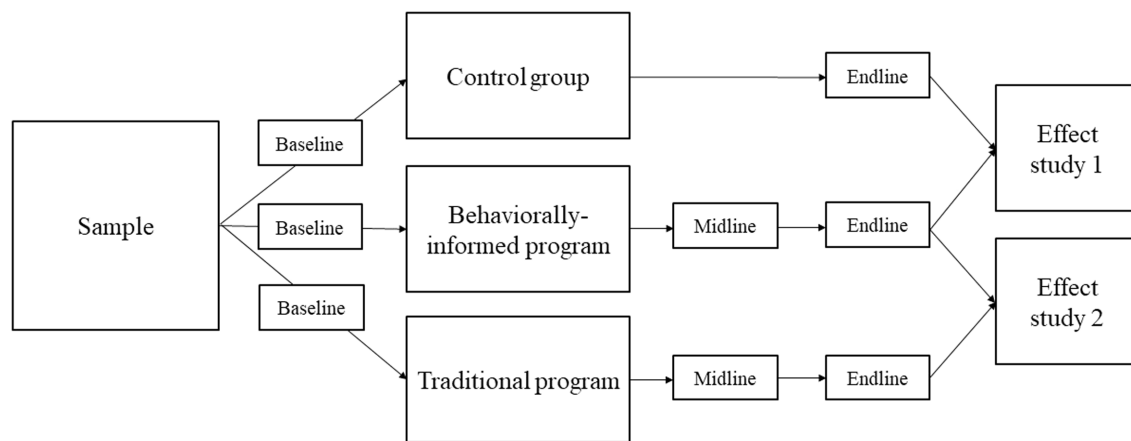 Sample
Baseline
Baseline
Baseline
Control group
Behaviorally-
informed program
Traditional program
Midline
Midline
Endline
Endline
Endline
Effect
study 1
Effect
study 2